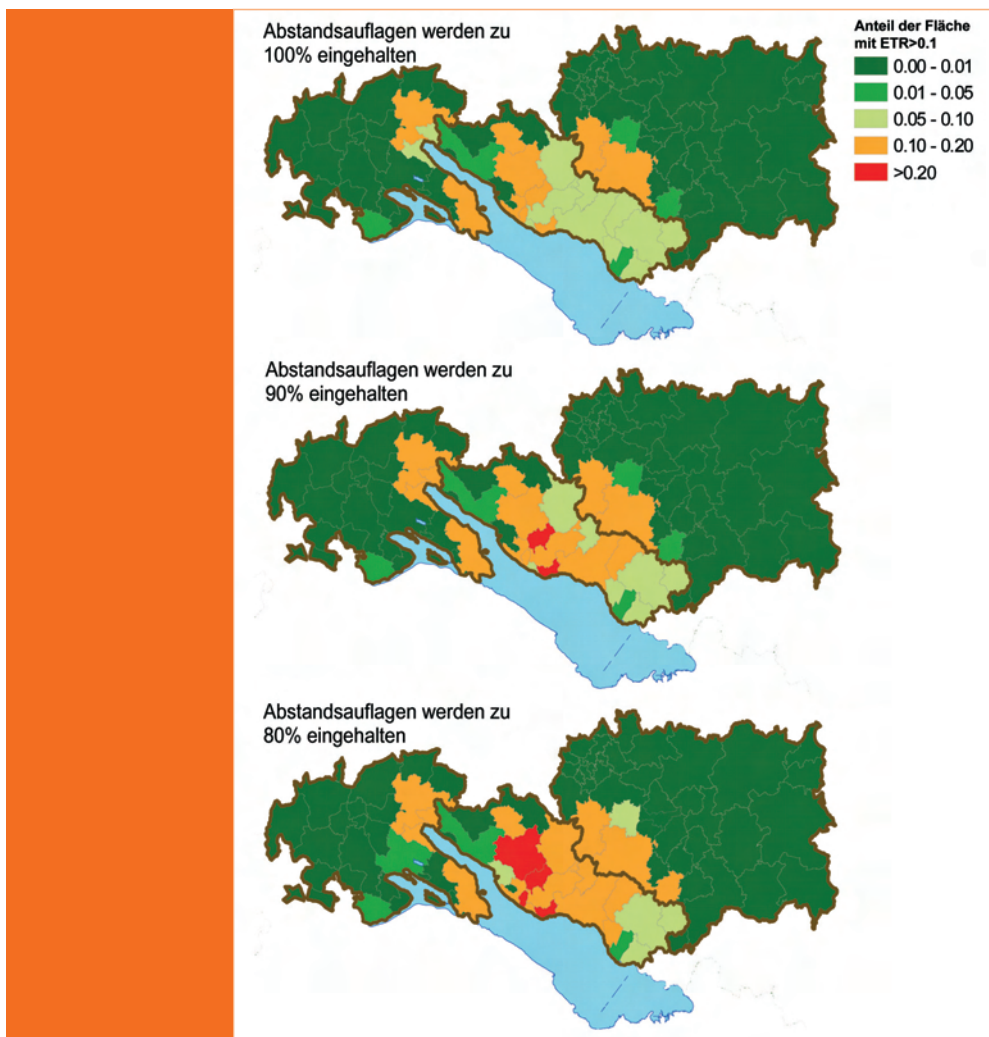 Abstandsauflagen werden zu
100% eingehalten
Anteil der Fläche
mit ETR>0.1
0.00 - 0.01
0.01 - 0.05
0.05 - 0.10
0.10 - 0.20
>0.20
Abstandsauflagen werden zu
90% eingehalten
Abstandsauflagen werden zu
80% eingehalten